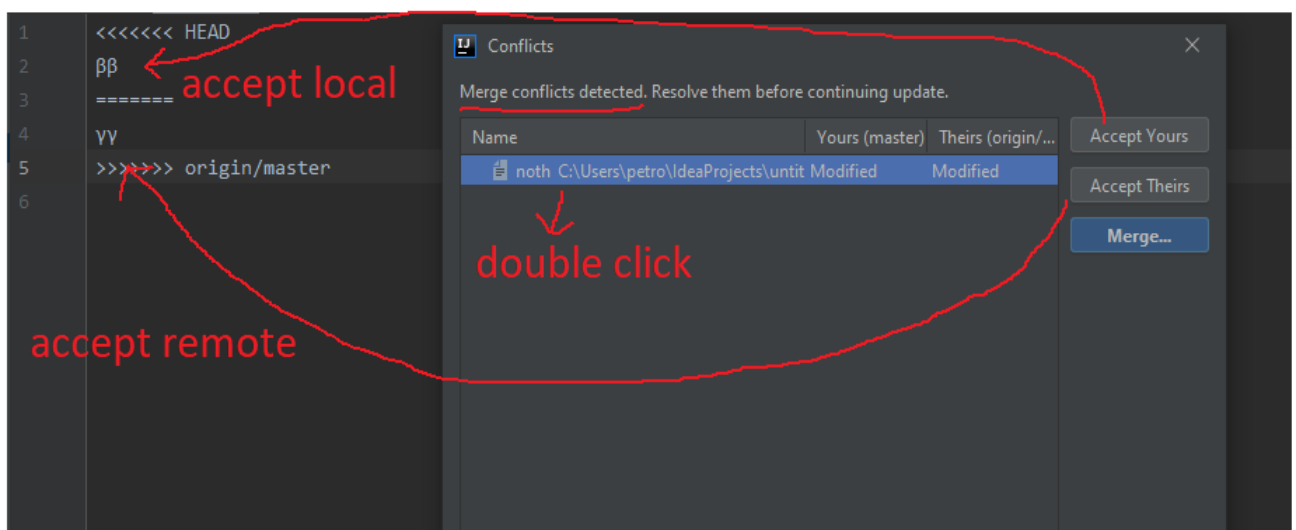 1 <<<<<<< HEAD
2 ββ
3 =======
4 γγ
5 >>>>>>> origin/master
6
accept local
accept remote
IJ Conflicts
Merge conflicts detected. Resolve them before continuing update.
Name Yours (master) Theirs (origin/...
noth C:\Users\petro\IdeaProjects\untit Modified Modified
double click
Accept Yours
Accept Theirs
Merge...